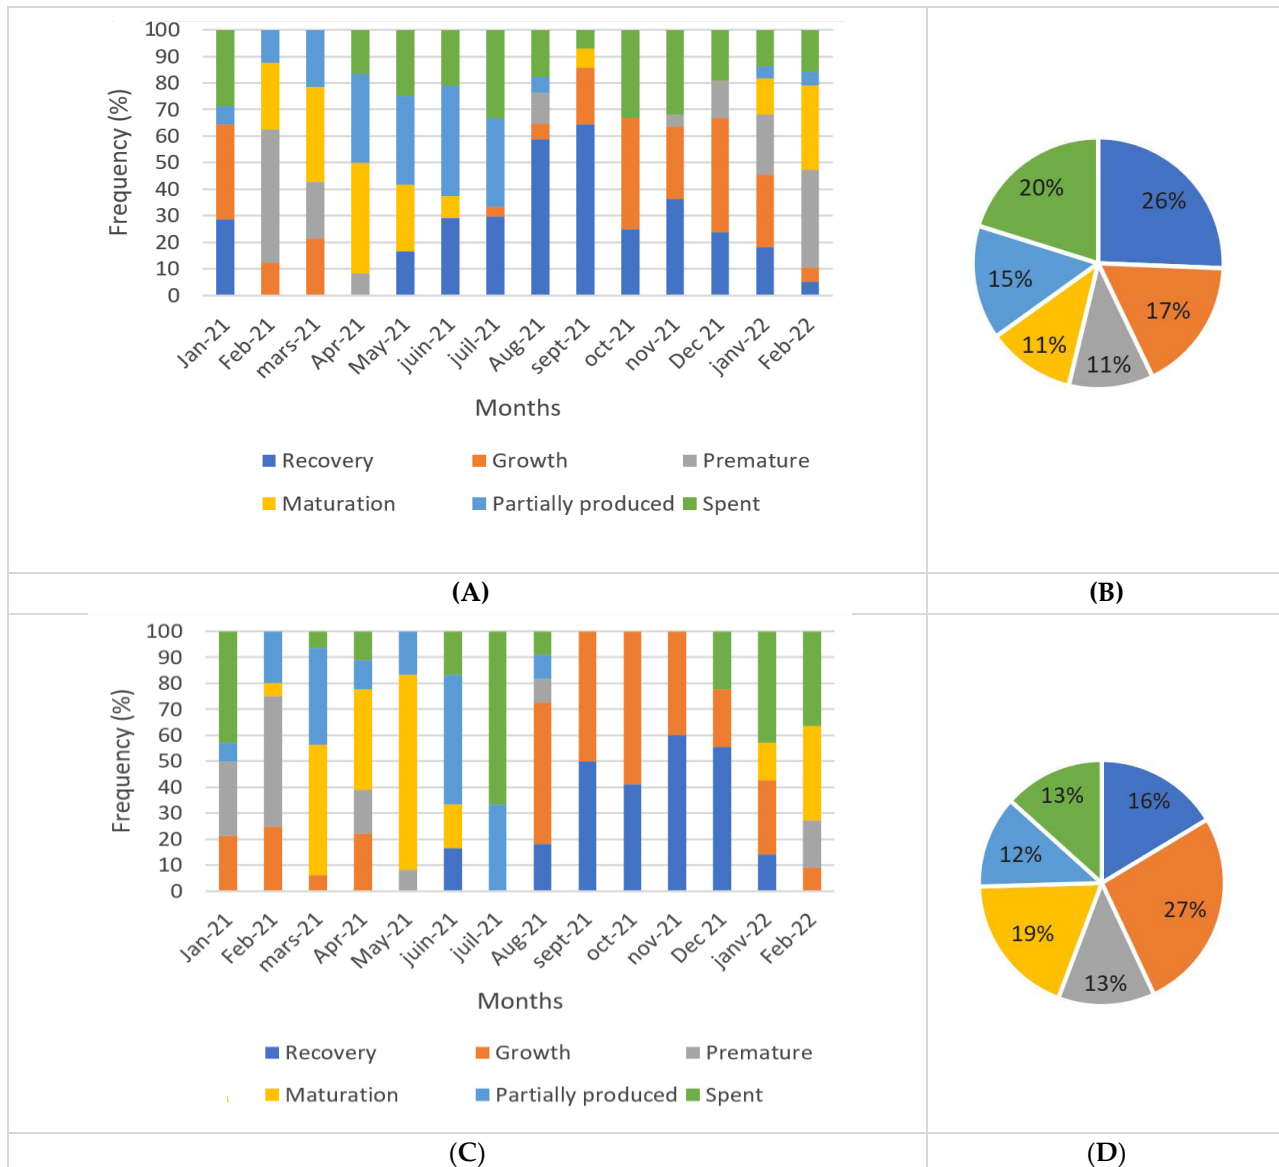 100
90
80
70
60
50
40
30
20
10
0
Frequency (%)
Jan-21 Feb-21 mars-21 Apr-21 May-21 juin-21 juil-21 Aug-21 sept-21 oct-21 nov-21 Dec 21 janv-22 Feb-22
Months
Recovery Growth Premature
Maturation Partially produced Spent
26%
17%
11%
11%
15%
20%
(A) (B)
100
90
80
70
60
50
40
30
20
10
0
Frequency (%)
Jan-21 Feb-21 mars-21 Apr-21 May-21 juin-21 juil-21 Aug-21 sept-21 oct-21 nov-21 Dec 21 janv-22 Feb-22
Months
Recovery Growth Premature
Maturation Partially produced Spent
16%
27%
13%
19%
12%
13%
(C) (D)